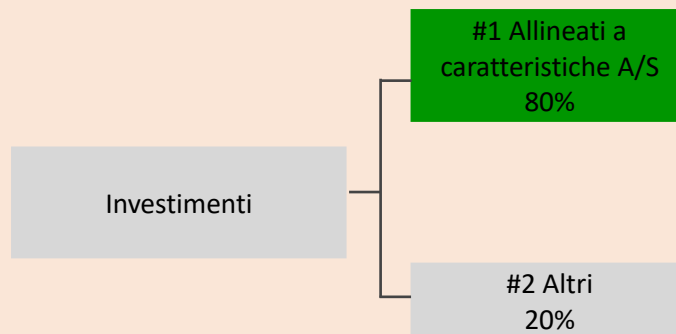 #1 Allineati a
caratteristiche A/S
80%
Investimenti
#2 Altri
20%